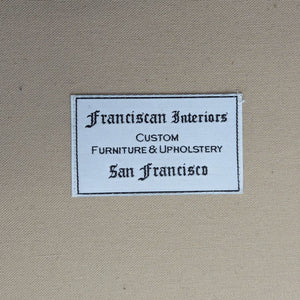 Franciscan Interiors
Custom
Furniture & Upholstery
San Francisco